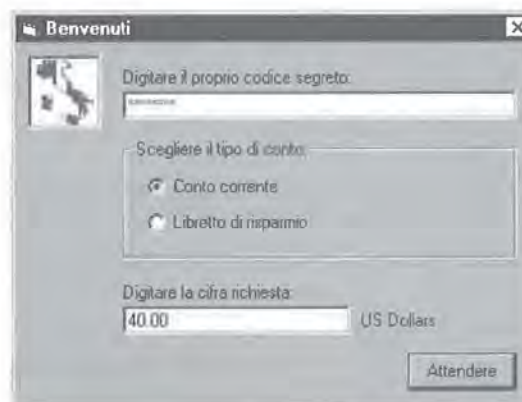 Benvenuti
Digitare il proprio codice segreto:
********
Scegliere il tipo di conto:
Conto corrente
Libretto di risparmio
Digitare la cifra richiesta:
40.00 US Dollars
Attendere